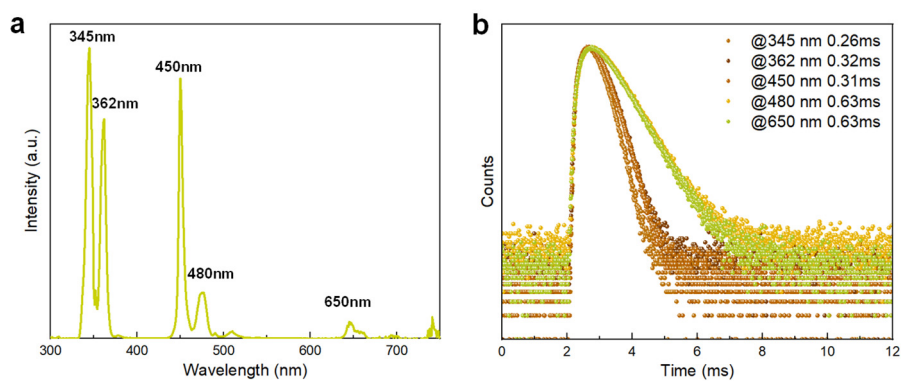 a
345nm
362nm
450nm
480nm
650nm
Intensity (a.u.)
300 400 500 600 700
Wavelength (nm)
b
@345 nm 0.26ms
@362 nm 0.32ms
@450 nm 0.31ms
@480 nm 0.63ms
@650 nm 0.63ms
Counts
0 2 4 6 8 10 12
Time (ms)